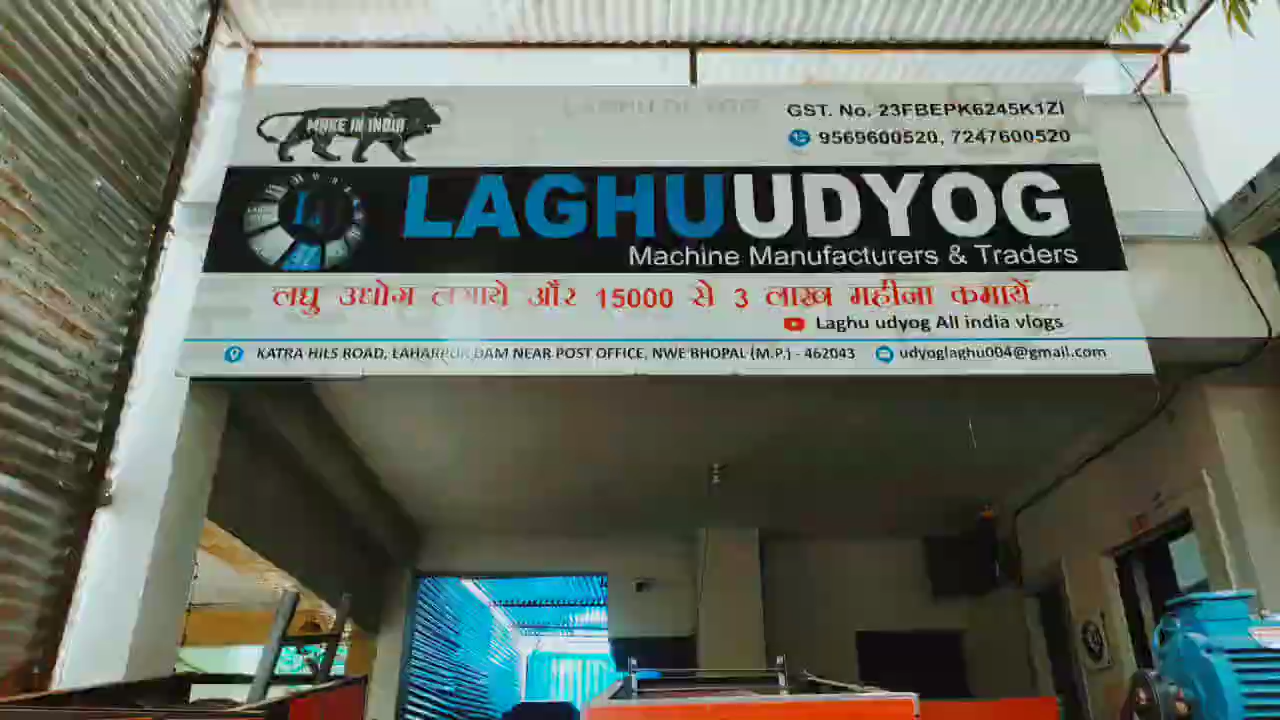 MAKE IN INDIA
GST. No. 23FBEPK6245K1ZI
9569600520, 7247600520
LAGHUUDYOG
Machine Manufacturers & Traders
लघु उधोग लगाये और 15000 से 3 लाख महीना कमायें...
Laghu udyog All india vlogs
KATRA HILS ROAD, LAHARPUR DAM NEAR POST OFFICE, NWE BHOPAL (M.P.) - 462043
udyoglaghu004@gmail.com